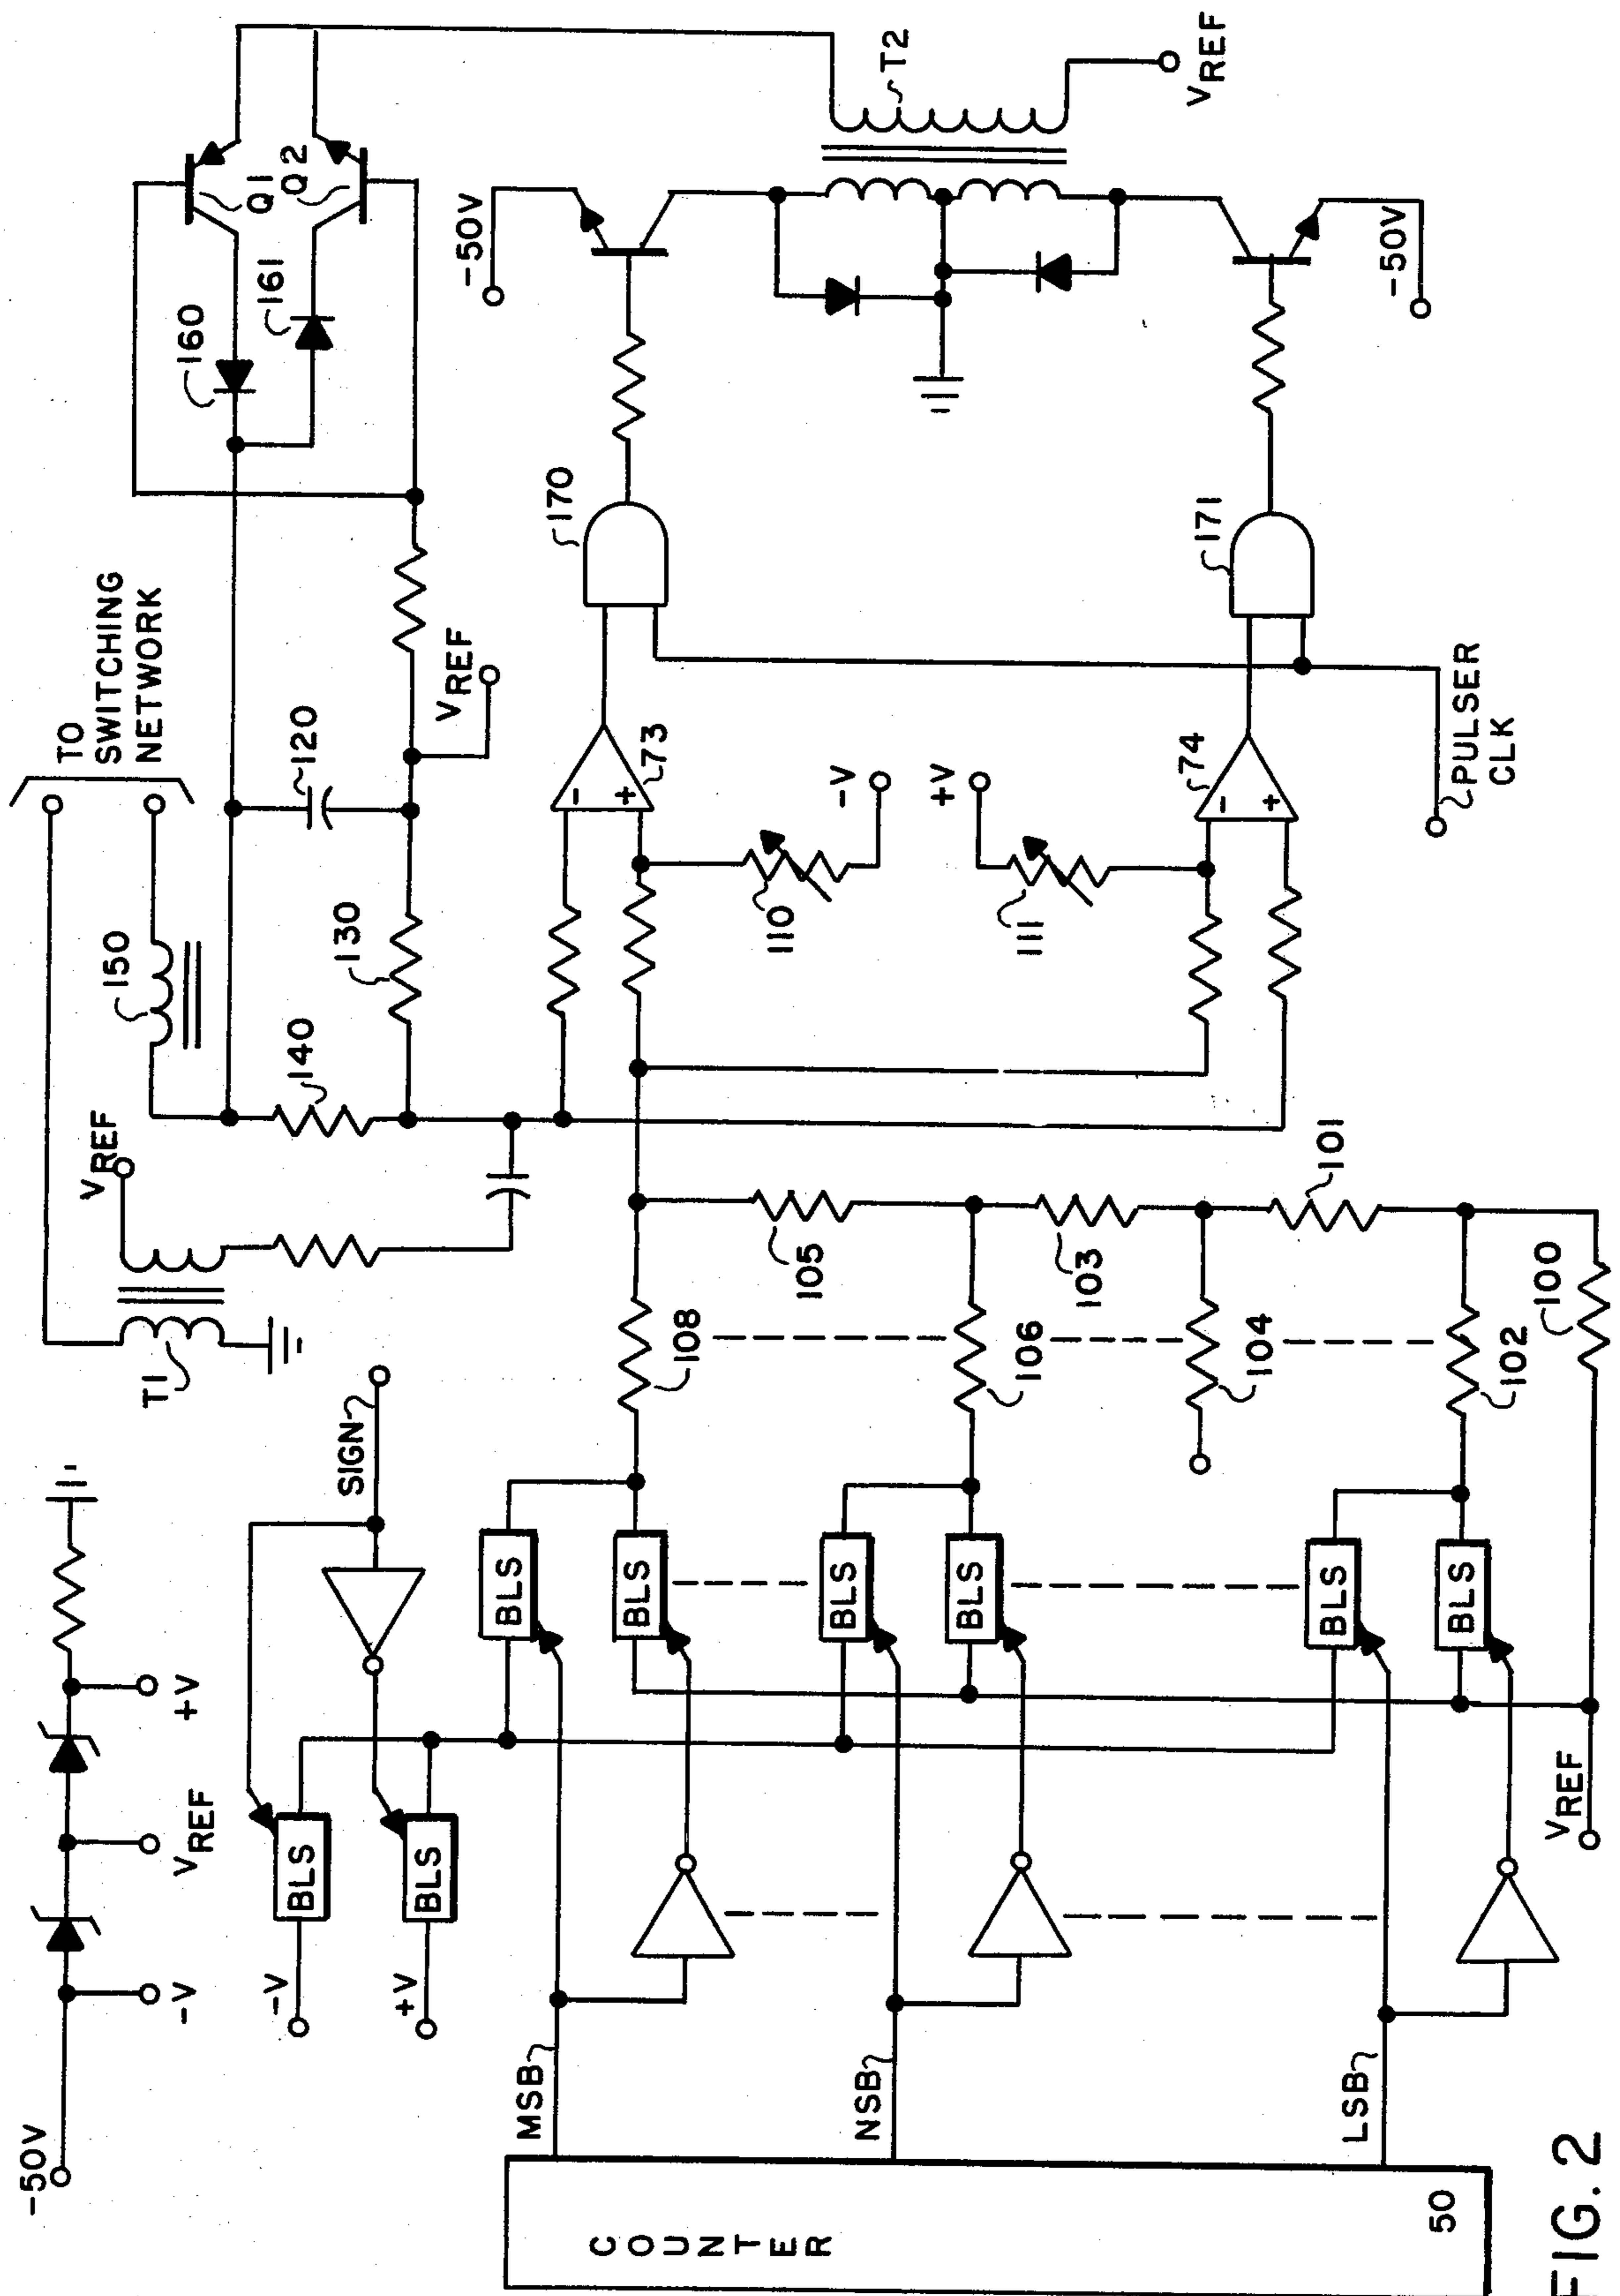 TO
SWITCHING
NETWORK
150
140
120
130
VREF
VREF
T1
160
161
Q1
Q2
T2
VREF
-50V
-50V
170
171
-
+
73
-
+
74
110
-V
+V
111
PULSER
CLK
-50V
-V
VREF
+V
SIGN
-V
+V
BLS
BLS
BLS
BLS
BLS
BLS
BLS
BLS
108
106
104
102
105
103
101
100
VREF
MSB
NSB
LSB
COUNTER
50
FIG. 2